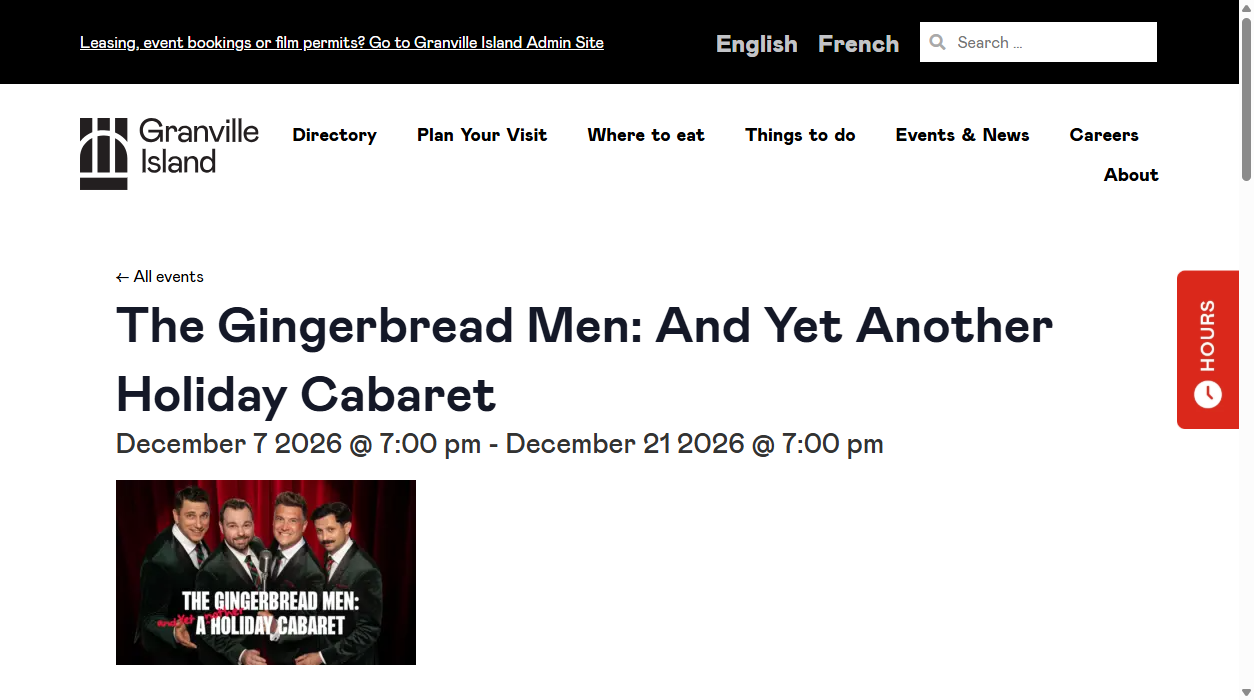 Leasing, event bookings or film permits? Go to Granville Island Admin Site
English
French
Search ...
Granville
Island
Directory
Plan Your Visit
Where to eat
Things to do
Events & News
Careers
About
HOURS
← All events
The Gingerbread Men: And Yet Another
Holiday Cabaret
December 7 2026 @ 7:00 pm - December 21 2026 @ 7:00 pm
THE GINGERBREAD MEN:
and Yet another
A HOLIDAY CABARET